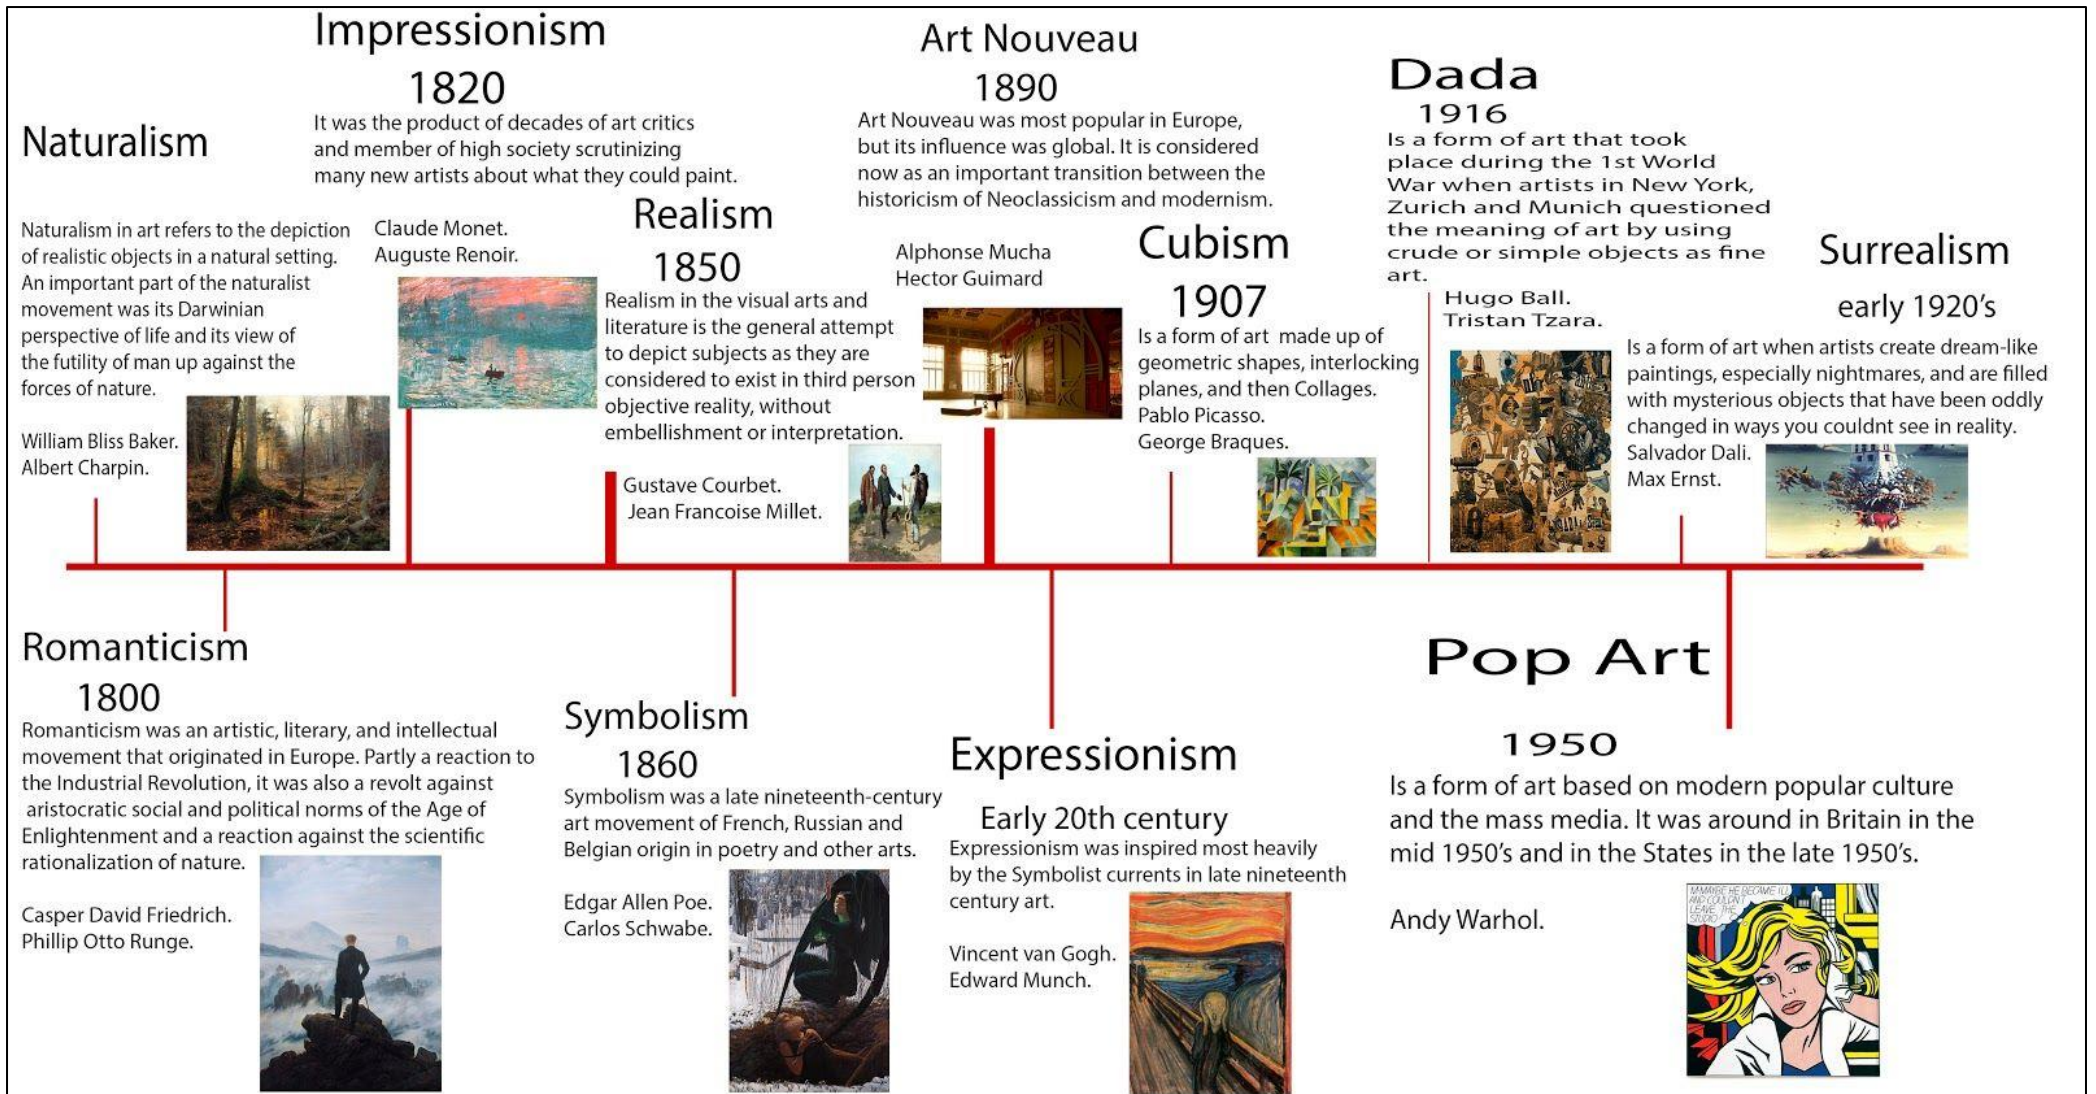 Naturalism
Naturalism in art refers to the depiction
of realistic objects in a natural setting.
An important part of the naturalist
movement was its Darwinian
perspective of life and its view of
the futility of man up against the
forces of nature.
William Bliss Baker.
Albert Charpin.
Impressionism
1820
It was the product of decades of art critics
and member of high society scrutinizing
many new artists about what they could paint.
Claude Monet.
Auguste Renoir.
Realism
1850
Realism in the visual arts and
literature is the general attempt
to depict subjects as they are
considered to exist in third person
objective reality, without
embellishment or interpretation.
Gustave Courbet.
Jean Francoise Millet.
Art Nouveau
1890
Art Nouveau was most popular in Europe,
but its influence was global. It is considered
now as an important transition between the
historicism of Neoclassicism and modernism.
Alphonse Mucha
Hector Guimard
Cubism
1907
Is a form of art made up of
geometric shapes, interlocking
planes, and then Collages.
Pablo Picasso.
George Braques.
Dada
1916
Is a form of art that took
place during the 1st World
War when artists in New York,
Zurich and Munich questioned
the meaning of art by using
crude or simple objects as fine
art.
Hugo Ball.
Tristan Tzara.
Surrealism
early 1920's
Is a form of art when artists create dream-like
paintings, especially nightmares, and are filled
with mysterious objects that have been oddly
changed in ways you couldnt see in reality.
Salvador Dali.
Max Ernst.
Romanticism
1800
Romanticism was an artistic, literary, and intellectual
movement that originated in Europe. Partly a reaction to
the Industrial Revolution, it was also a revolt against
aristocratic social and political norms of the Age of
Enlightenment and a reaction against the scientific
rationalization of nature.
Casper David Friedrich.
Phillip Otto Runge.
Symbolism
1860
Symbolism was a late nineteenth-century
art movement of French, Russian and
Belgian origin in poetry and other arts.
Edgar Allen Poe.
Carlos Schwabe.
Expressionism
Early 20th century
Expressionism was inspired most heavily
by the Symbolist currents in late nineteenth
century art.
Vincent van Gogh.
Edward Munch.
Pop Art
1950
Is a form of art based on modern popular culture
and the mass media. It was around in Britain in the
mid 1950's and in the States in the late 1950's.
Andy Warhol.
M-MAYBE HE BECAME ILL
AND COULDN'T
LEAVE THE
STUDIO!